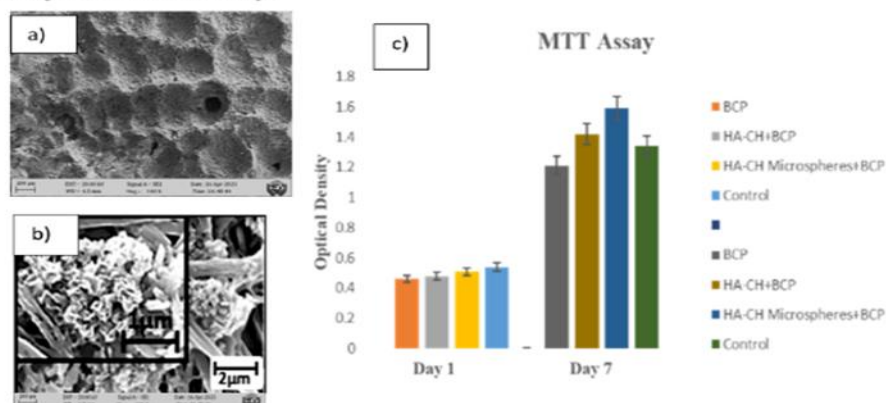 a)
b)
1µm
2µm
c)
MTT Assay
Optical Density
1.8
1.6
1.4
1.2
1
0.8
0.6
0.4
0.2
0
Day 1
Day 7
BCP
HA-CH+BCP
HA-CH Microspheres+BCP
Control
BCP
HA-CH+BCP
HA-CH Microspheres+BCP
Control